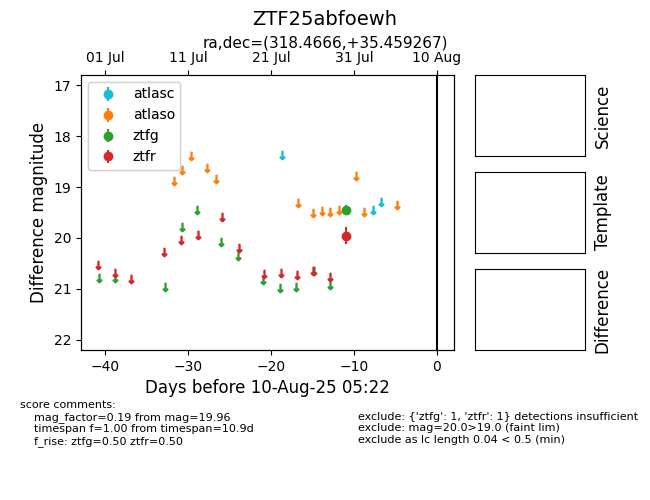 ZTF25abfoewh
ra,dec=(318.4666,+35.459267)
01 Jul
11 Jul
21 Jul
31 Jul
10 Aug
atlasc
atlaso
ztfg
ztfr
17
18
19
20
21
22
Difference magnitude
−40
−30
−20
−10
0
Days before 10-Aug-25 05:22
Science
Template
Difference
score comments:
mag_factor=0.19 from mag=19.96
timespan f=1.00 from timespan=10.9d
f_rise: ztfg=0.50 ztfr=0.50
exclude: {'ztfg': 1, 'ztfr': 1} detections insufficient
exclude: mag=20.0>19.0 (faint lim)
exclude as lc length 0.04 < 0.5 (min)